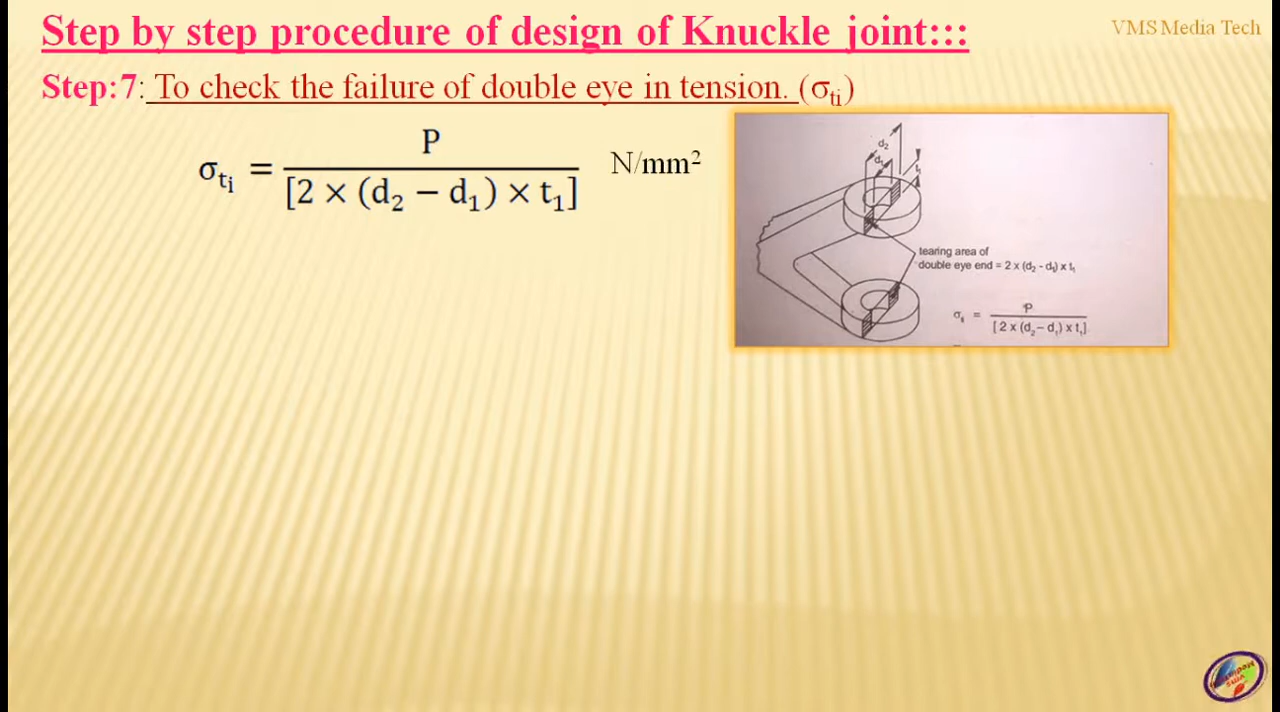 Step by step procedure of design of Knuckle joint:::
VMS Media Tech
Step:7: To check the failure of double eye in tension. (σti)
σti = P / [2 × (d2 − d1) × t1] N/mm²
d2
d1
t1
tearing area of
double eye end = 2 x (d2 - d1) x t1
σt = P / [2 x (d2 – d1) x t1]